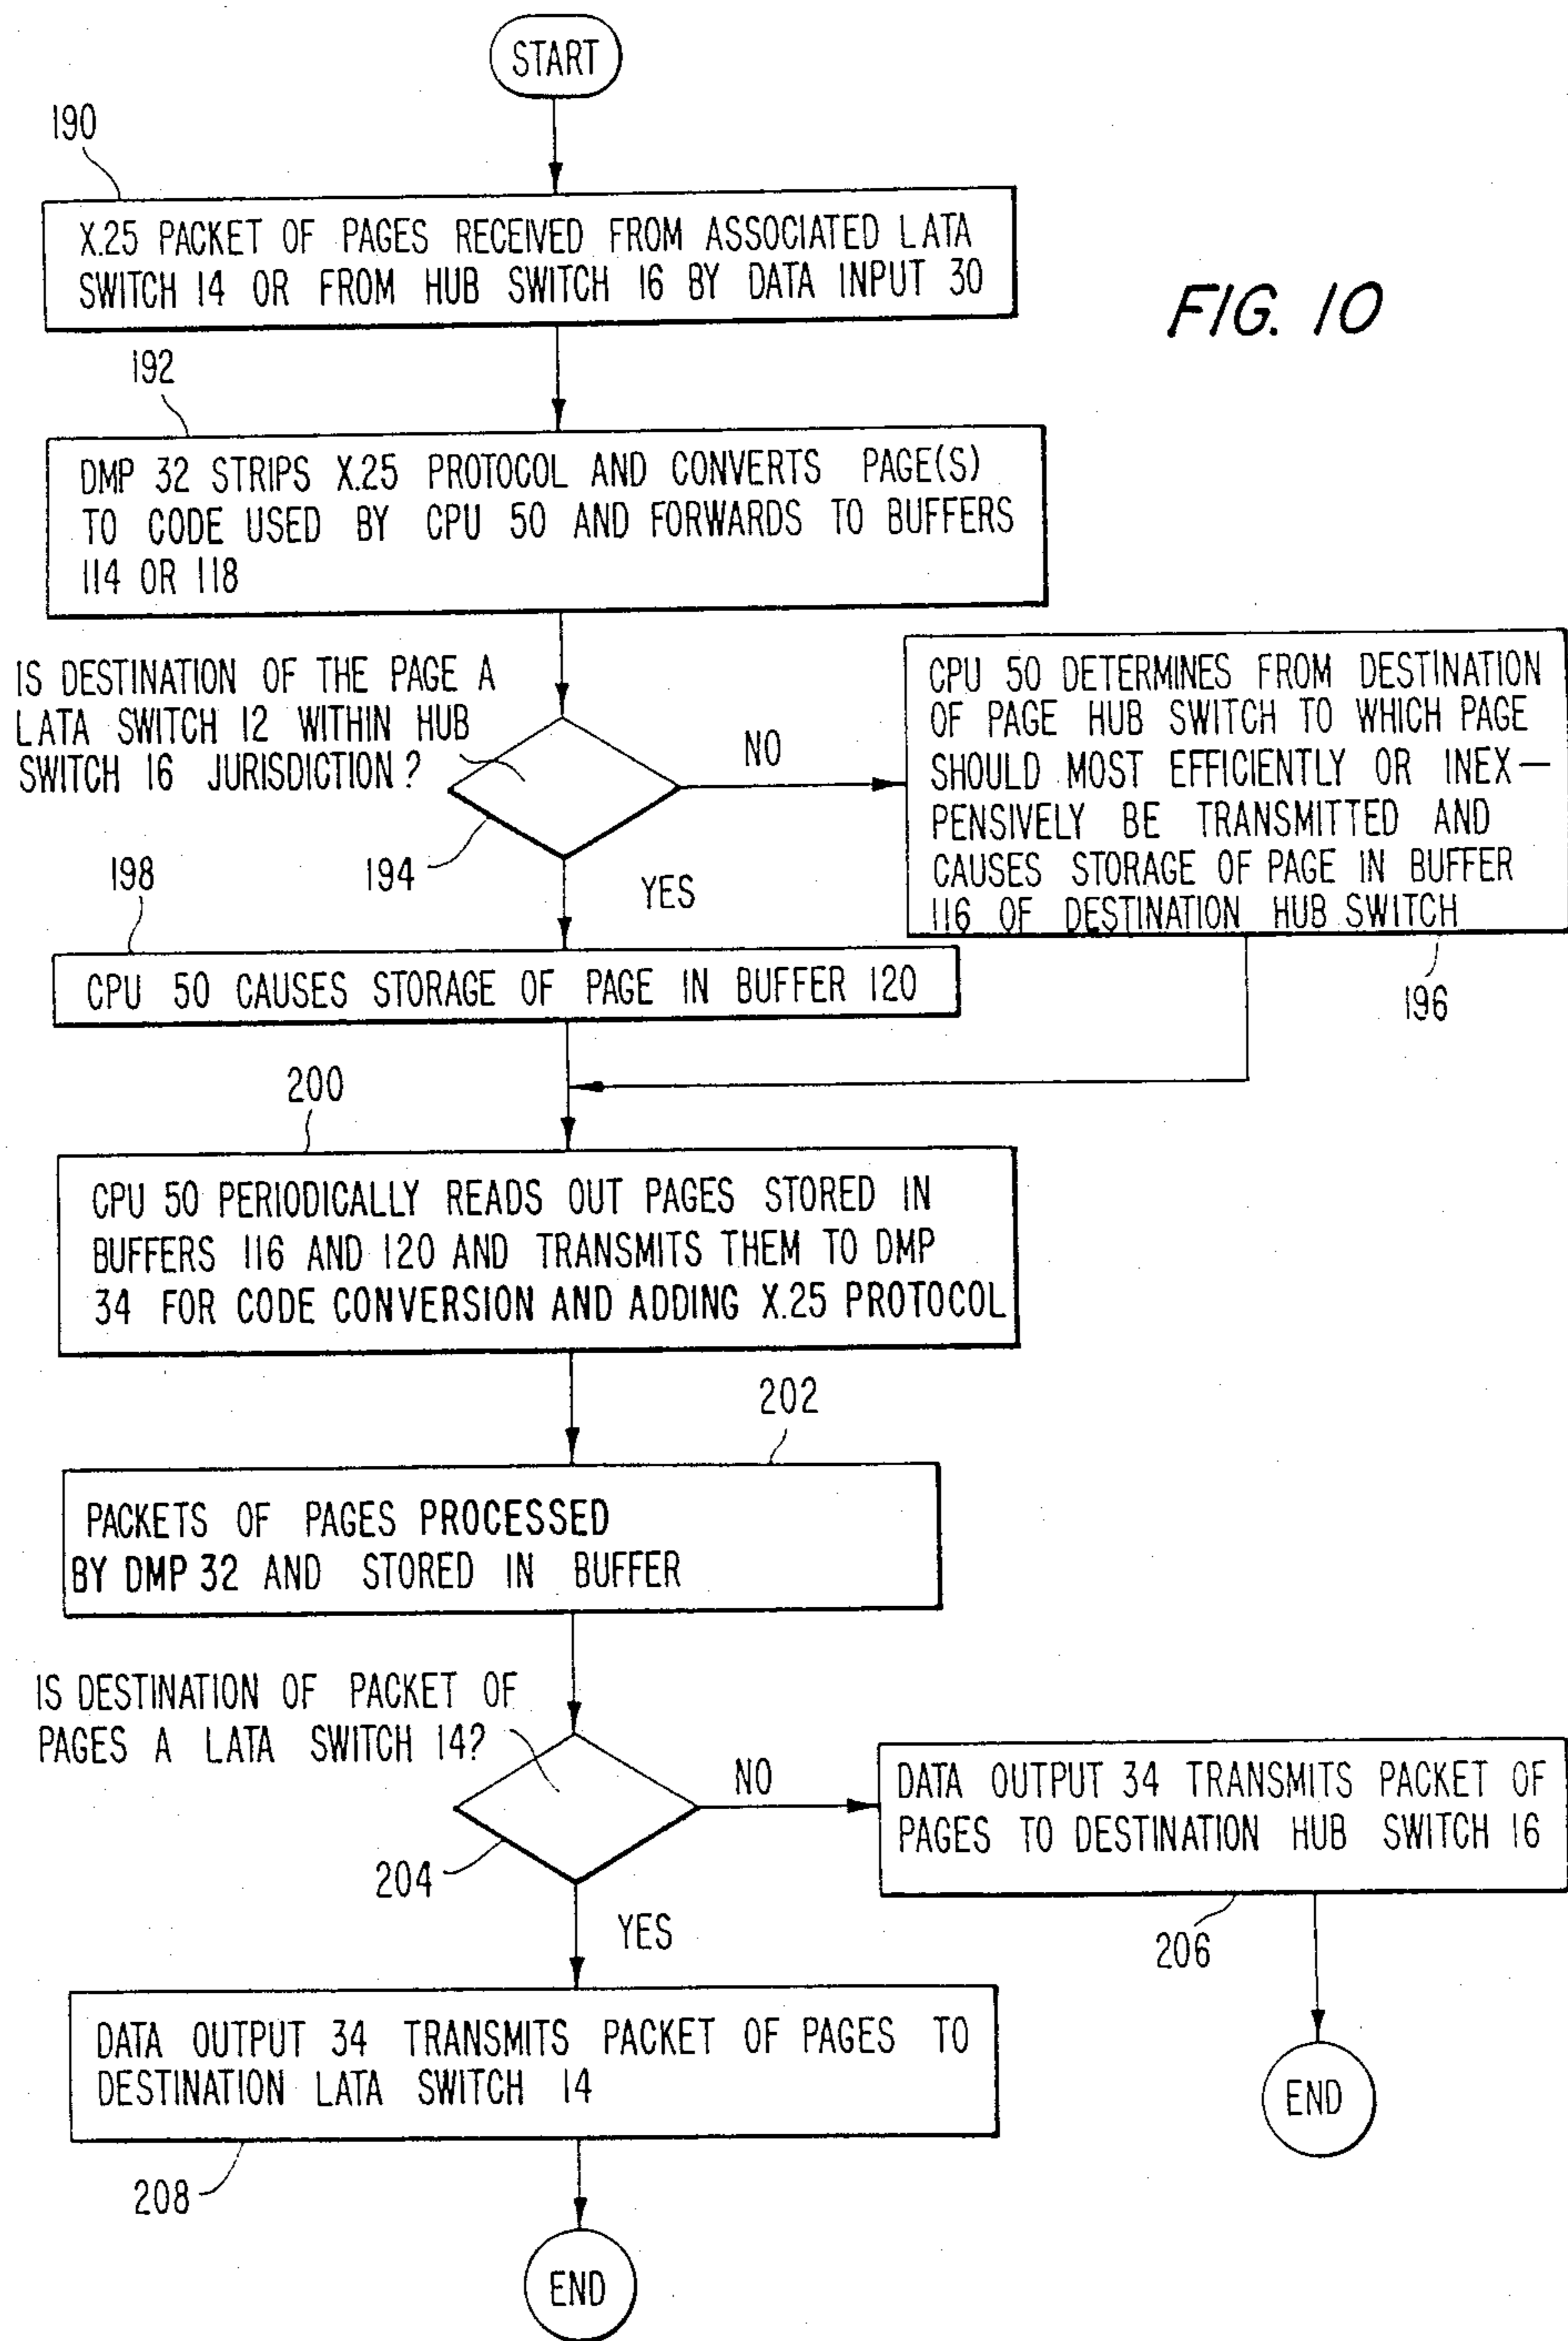 START
190
X.25 PACKET OF PAGES RECEIVED FROM ASSOCIATED LATA
SWITCH 14 OR FROM HUB SWITCH 16 BY DATA INPUT 30
FIG. 10
192
DMP 32 STRIPS X.25 PROTOCOL AND CONVERTS PAGE(S)
TO CODE USED BY CPU 50 AND FORWARDS TO BUFFERS
114 OR 118
IS DESTINATION OF THE PAGE A
LATA SWITCH 12 WITHIN HUB
SWITCH 16 JURISDICTION?
194
NO
YES
CPU 50 DETERMINES FROM DESTINATION
OF PAGE HUB SWITCH TO WHICH PAGE
SHOULD MOST EFFICIENTLY OR INEX—
PENSIVELY BE TRANSMITTED AND
CAUSES STORAGE OF PAGE IN BUFFER
116 OF DESTINATION HUB SWITCH
196
198
CPU 50 CAUSES STORAGE OF PAGE IN BUFFER 120
200
CPU 50 PERIODICALLY READS OUT PAGES STORED IN
BUFFERS 116 AND 120 AND TRANSMITS THEM TO DMP
34 FOR CODE CONVERSION AND ADDING X.25 PROTOCOL
202
PACKETS OF PAGES PROCESSED
BY DMP 32 AND STORED IN BUFFER
IS DESTINATION OF PACKET OF
PAGES A LATA SWITCH 14?
204
NO
YES
DATA OUTPUT 34 TRANSMITS PACKET OF
PAGES TO DESTINATION HUB SWITCH 16
206
END
DATA OUTPUT 34 TRANSMITS PACKET OF PAGES TO
DESTINATION LATA SWITCH 14
208
END